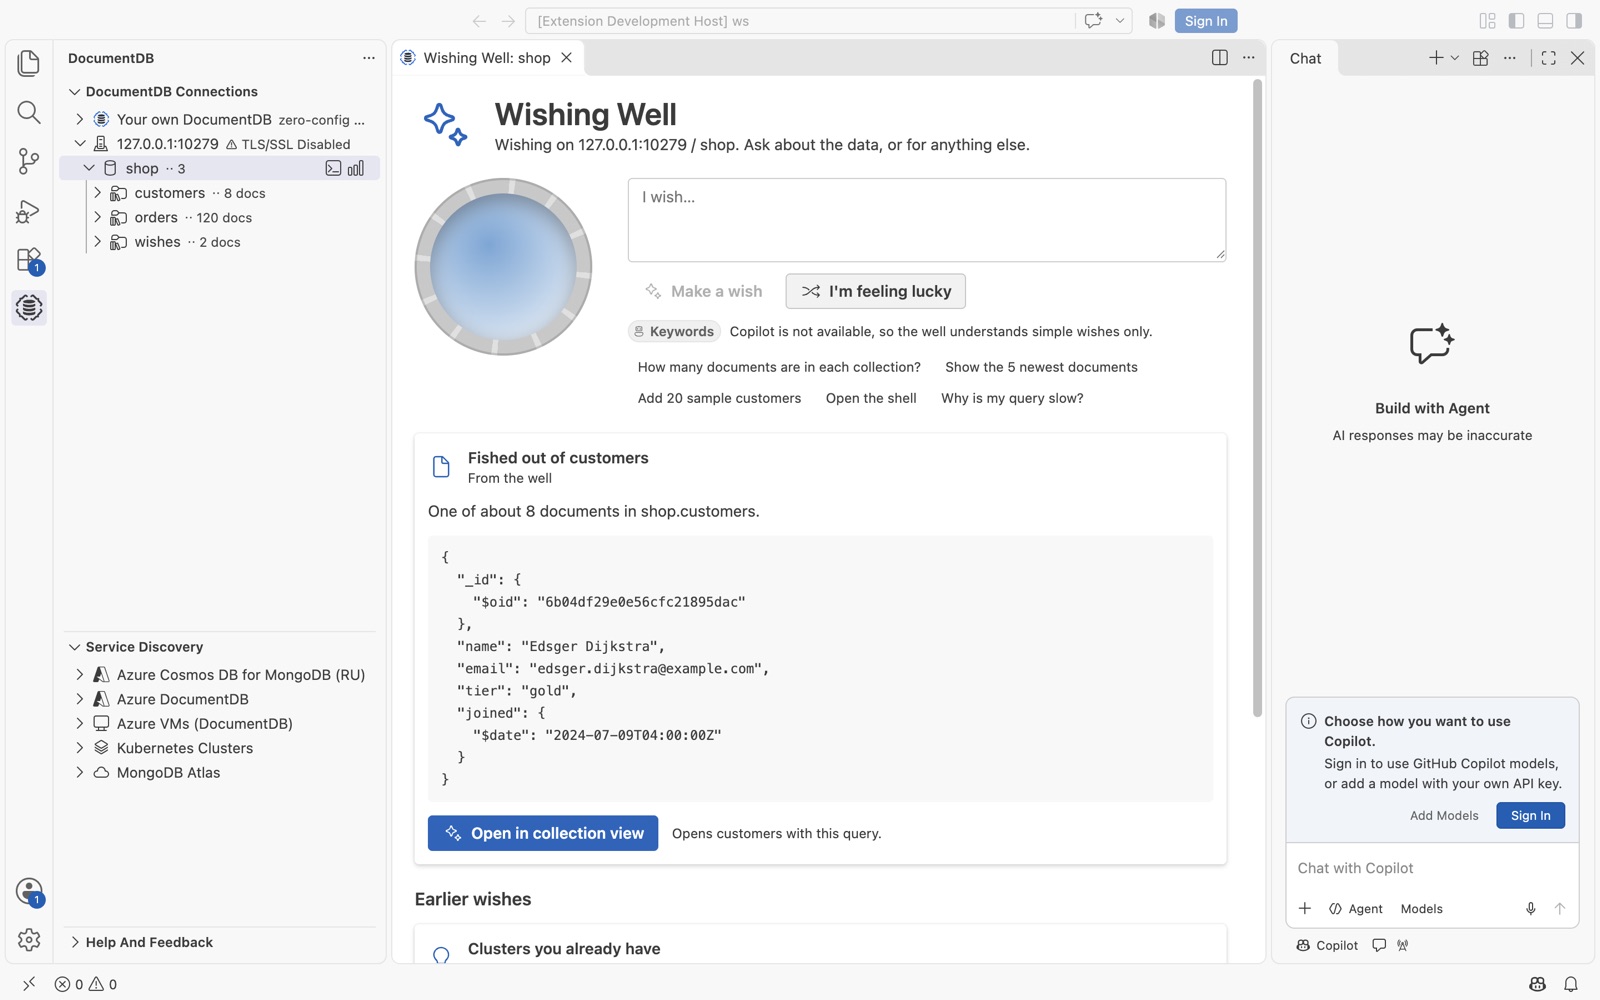 [Extension Development Host] ws
Sign In
DocumentDB
DocumentDB Connections
Your own DocumentDB zero-config ...
127.0.0.1:10279 TLS/SSL Disabled
shop ·· 3
customers ·· 8 docs
orders ·· 120 docs
wishes ·· 2 docs
Service Discovery
Azure Cosmos DB for MongoDB (RU)
Azure DocumentDB
Azure VMs (DocumentDB)
Kubernetes Clusters
MongoDB Atlas
Help And Feedback
1
1
Wishing Well: shop
Wishing Well
Wishing on 127.0.0.1:10279 / shop. Ask about the data, or for anything else.
I wish...
Make a wish
I'm feeling lucky
Keywords
Copilot is not available, so the well understands simple wishes only.
How many documents are in each collection? Show the 5 newest documents
Add 20 sample customers Open the shell Why is my query slow?
Fished out of customers
From the well
One of about 8 documents in shop.customers.
{
"_id": {
"$oid": "6b04df29e0e56cfc21895dac"
},
"name": "Edsger Dijkstra",
"email": "edsger.dijkstra@example.com",
"tier": "gold",
"joined": {
"$date": "2024-07-09T04:00:00Z"
}
}
Open in collection view
Opens customers with this query.
Earlier wishes
Clusters you already have
Chat
Build with Agent
AI responses may be inaccurate
Choose how you want to use
Copilot.
Sign in to use GitHub Copilot models,
or add a model with your own API key.
Add Models
Sign In
Chat with Copilot
Agent Models
Copilot
0 0